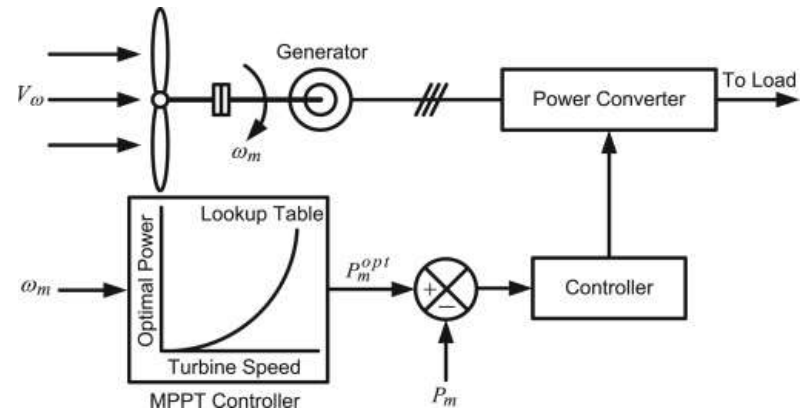 Generator
V_ω
Power Converter
To Load
ω_m
Lookup Table
Optimal Power
P_m^{opt}
+
−
Controller
ω_m
Turbine Speed
P_m
MPPT Controller